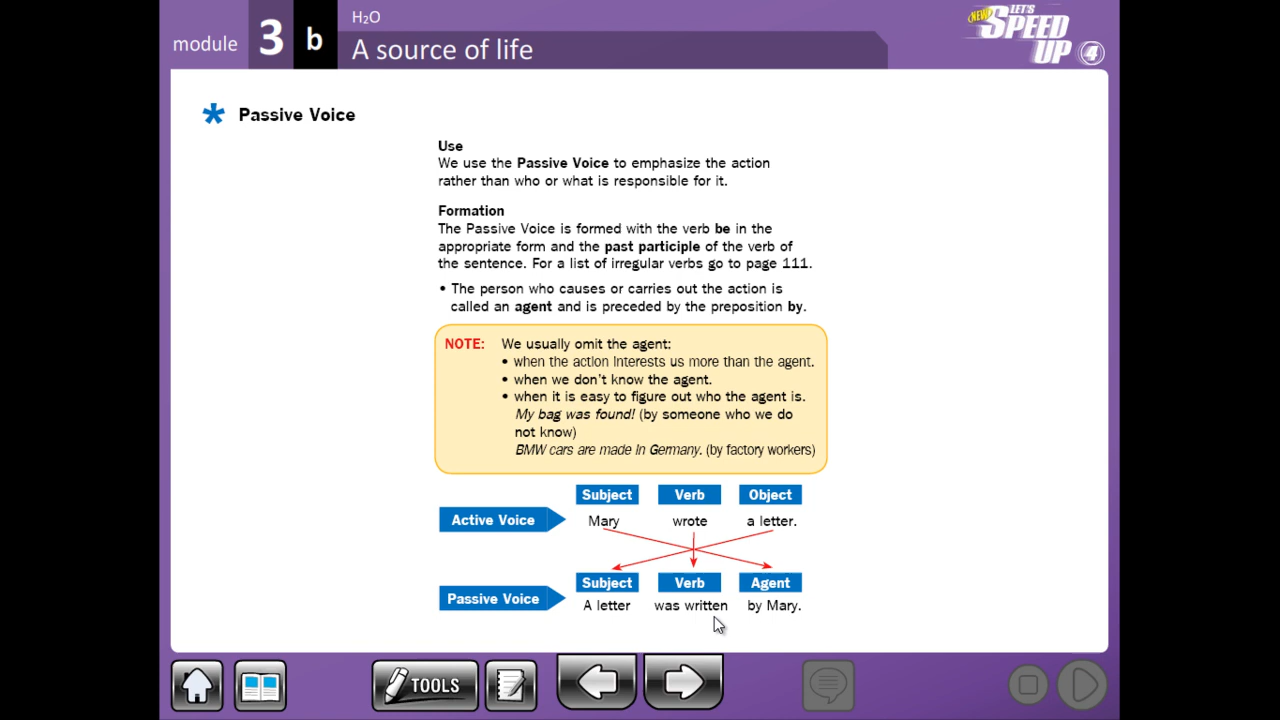 H₂O
module 3 b A source of life
NEW LET'S SPEED UP 4
* Passive Voice
Use
We use the Passive Voice to emphasize the action
rather than who or what is responsible for it.
Formation
The Passive Voice is formed with the verb be in the
appropriate form and the past participle of the verb of
the sentence. For a list of irregular verbs go to page 111.
• The person who causes or carries out the action is
called an agent and is preceded by the preposition by.
NOTE: We usually omit the agent:
• when the action interests us more than the agent.
• when we don't know the agent.
• when it is easy to figure out who the agent is.
My bag was found! (by someone who we do
not know)
BMW cars are made in Germany. (by factory workers)
Subject Verb Object
Active Voice Mary wrote a letter.
Subject Verb Agent
Passive Voice A letter was written by Mary.
TOOLS